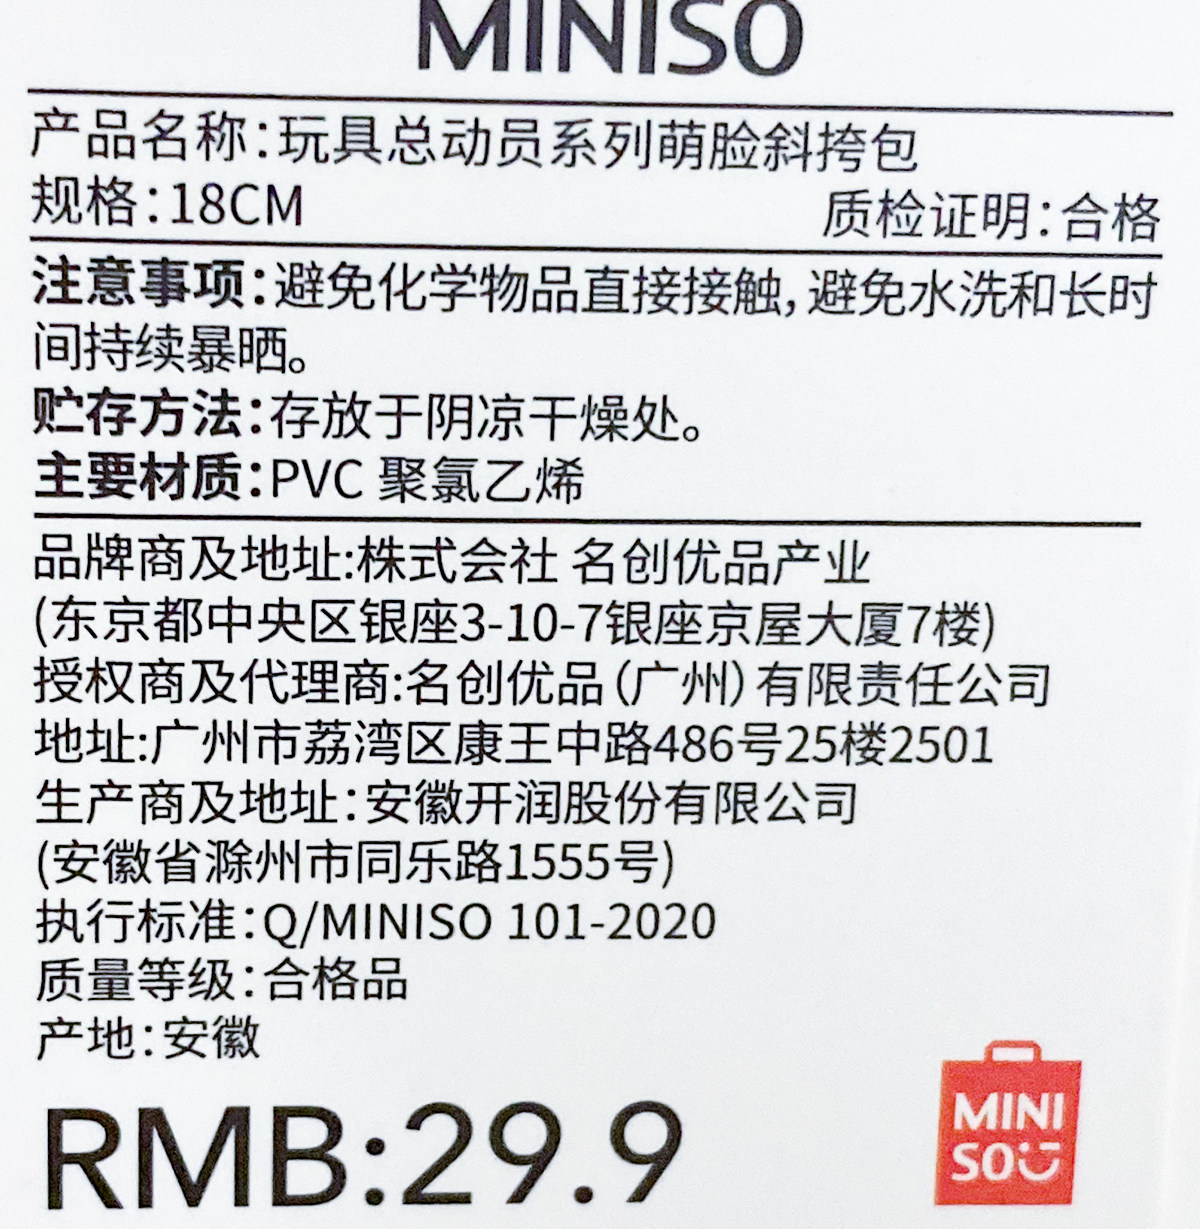 MINISO
产品名称:玩具总动员系列萌脸斜挎包
规格:18CM
质检证明:合格
注意事项:避免化学物品直接接触,避免水洗和长时
间持续暴晒。
贮存方法:存放于阴凉干燥处。
主要材质:PVC 聚氯乙烯
品牌商及地址:株式会社 名创优品产业
(东京都中央区银座3-10-7银座京屋大厦7楼)
授权商及代理商:名创优品(广州)有限责任公司
地址:广州市荔湾区康王中路486号25楼2501
生产商及地址:安徽开润股份有限公司
(安徽省滁州市同乐路1555号)
执行标准:Q/MINISO 101-2020
质量等级:合格品
产地:安徽
RMB:29.9
MINI
SO